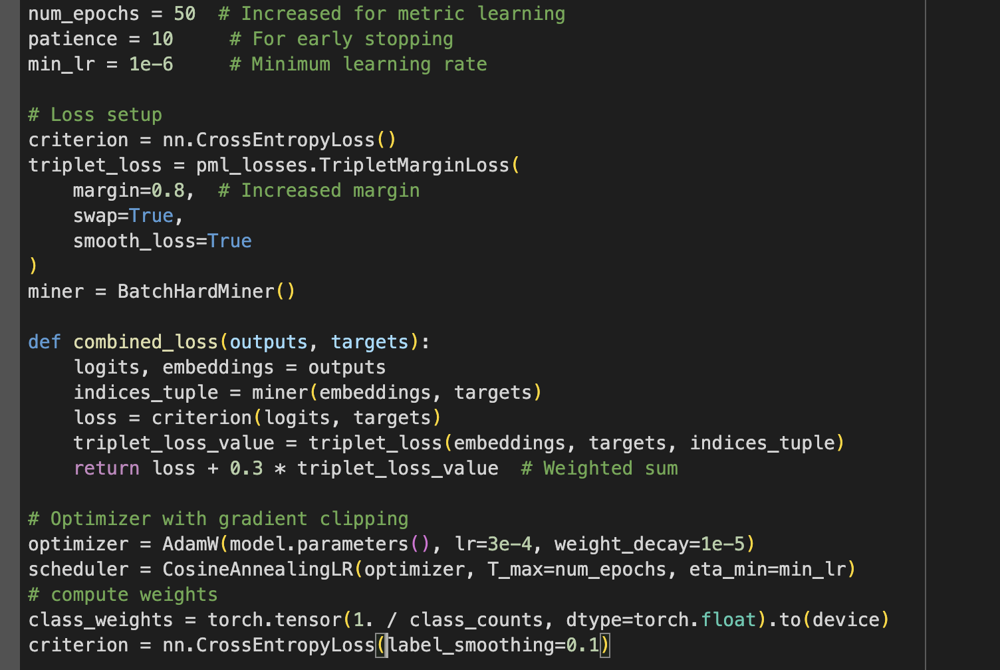 num_epochs = 50  # Increased for metric learning
patience = 10     # For early stopping
min_lr = 1e-6     # Minimum learning rate

# Loss setup
criterion = nn.CrossEntropyLoss()
triplet_loss = pml_losses.TripletMarginLoss(
    margin=0.8,  # Increased margin
    swap=True,
    smooth_loss=True
)
miner = BatchHardMiner()

def combined_loss(outputs, targets):
    logits, embeddings = outputs
    indices_tuple = miner(embeddings, targets)
    loss = criterion(logits, targets)
    triplet_loss_value = triplet_loss(embeddings, targets, indices_tuple)
    return loss + 0.3 * triplet_loss_value  # Weighted sum

# Optimizer with gradient clipping
optimizer = AdamW(model.parameters(), lr=3e-4, weight_decay=1e-5)
scheduler = CosineAnnealingLR(optimizer, T_max=num_epochs, eta_min=min_lr)
# compute weights
class_weights = torch.tensor(1. / class_counts, dtype=torch.float).to(device)
criterion = nn.CrossEntropyLoss(label_smoothing=0.1)